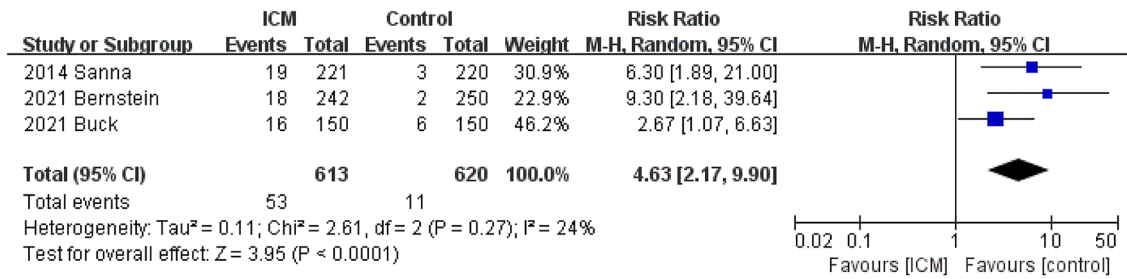 ICM Control Risk Ratio Risk Ratio
Study or Subgroup Events Total Events Total Weight M-H, Random, 95% CI M-H, Random, 95% CI
2014 Sanna 19 221 3 220 30.9% 6.30 [1.89, 21.00]
2021 Bernstein 18 242 2 250 22.9% 9.30 [2.18, 39.64]
2021 Buck 16 150 6 150 46.2% 2.67 [1.07, 6.63]
Total (95% CI) 613 620 100.0% 4.63 [2.17, 9.90]
Total events 53 11
Heterogeneity: Tau² = 0.11; Chi² = 2.61, df = 2 (P = 0.27); I² = 24%
Test for overall effect: Z = 3.95 (P < 0.0001)
0.02 0.1 1 10 50
Favours [ICM] Favours [control]